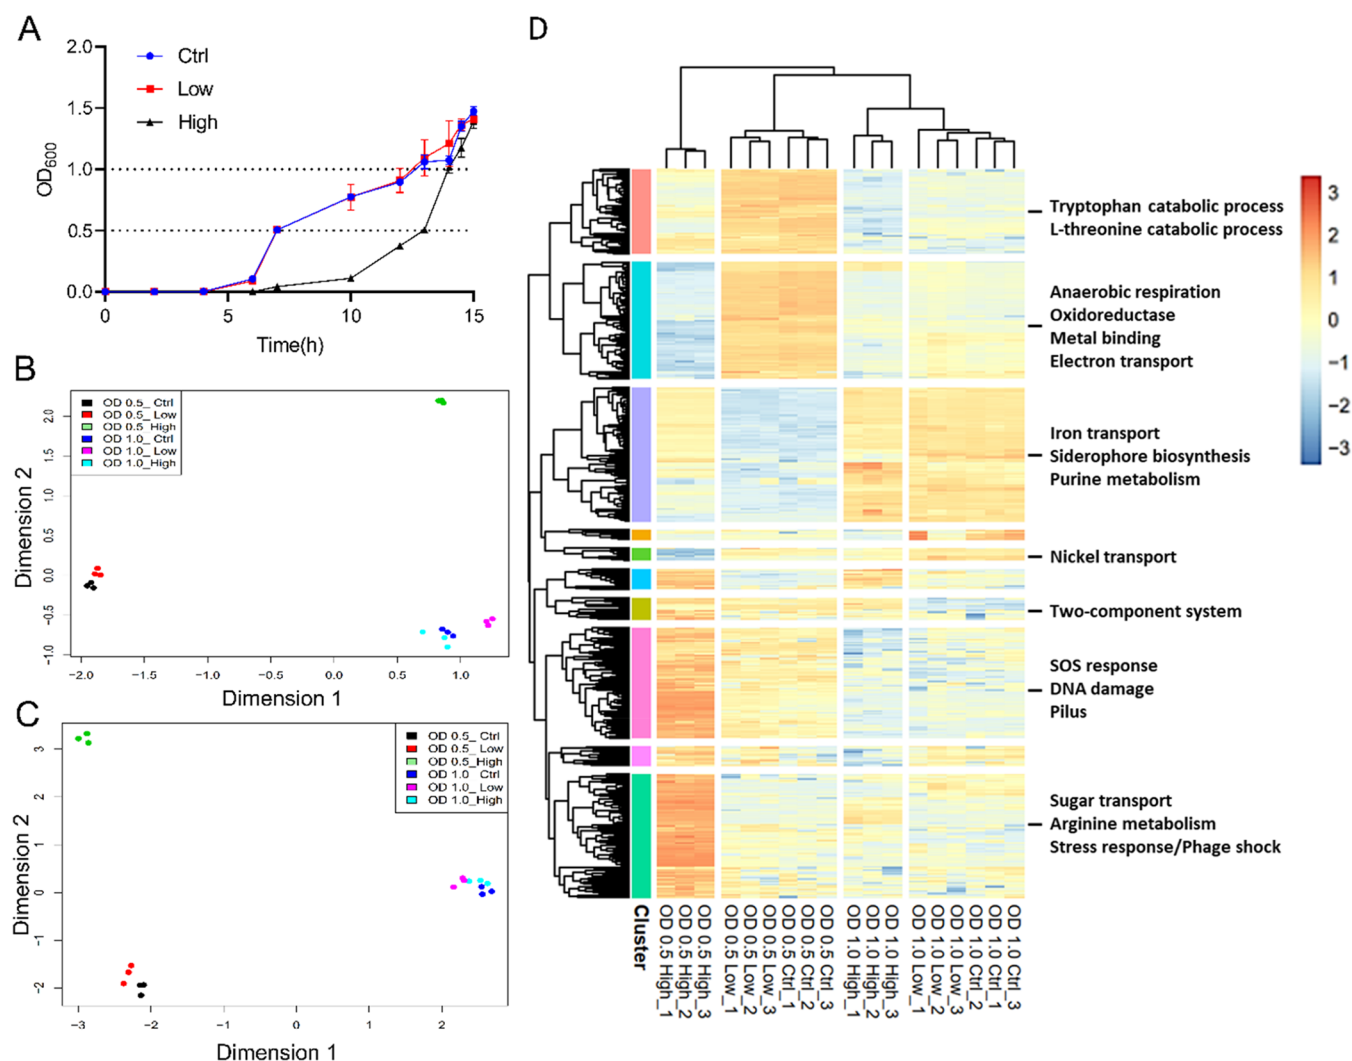 A
2.0
1.5
1.0
0.5
0.0
OD600
Ctrl
Low
High
0
5
10
15
Time(h)
B
OD 0.5_ Ctrl
OD 0.5_ Low
OD 0.5_High
OD 1.0_ Ctrl
OD 1.0_ Low
OD 1.0_High
2.0
1.5
1.0
0.5
0.0
−0.5
−1.0
Dimension 2
−2.0
−1.5
−1.0
−0.5
0.0
0.5
1.0
Dimension 1
C
OD 0.5_ Ctrl
OD 0.5_ Low
OD 0.5_High
OD 1.0_ Ctrl
OD 1.0_ Low
OD 1.0_High
3
2
1
0
−1
−2
Dimension 2
−3
−2
−1
0
1
2
Dimension 1
D
Tryptophan catabolic process
L-threonine catabolic process
Anaerobic respiration
Oxidoreductase
Metal binding
Electron transport
Iron transport
Siderophore biosynthesis
Purine metabolism
Nickel transport
Two-component system
SOS response
DNA damage
Pilus
Sugar transport
Arginine metabolism
Stress response/Phage shock
3
2
1
0
−1
−2
−3
Cluster
OD 0.5 High_1
OD 0.5 High_2
OD 0.5 High_3
OD 0.5 Low_1
OD 0.5 Low_2
OD 0.5 Low_3
OD 0.5 Ctrl_1
OD 0.5 Ctrl_2
OD 0.5 Ctrl_3
OD 1.0 High_1
OD 1.0 High_2
OD 1.0 High_3
OD 1.0 Low_1
OD 1.0 Low_2
OD 1.0 Low_3
OD 1.0 Ctrl_1
OD 1.0 Ctrl_2
OD 1.0 Ctrl_3